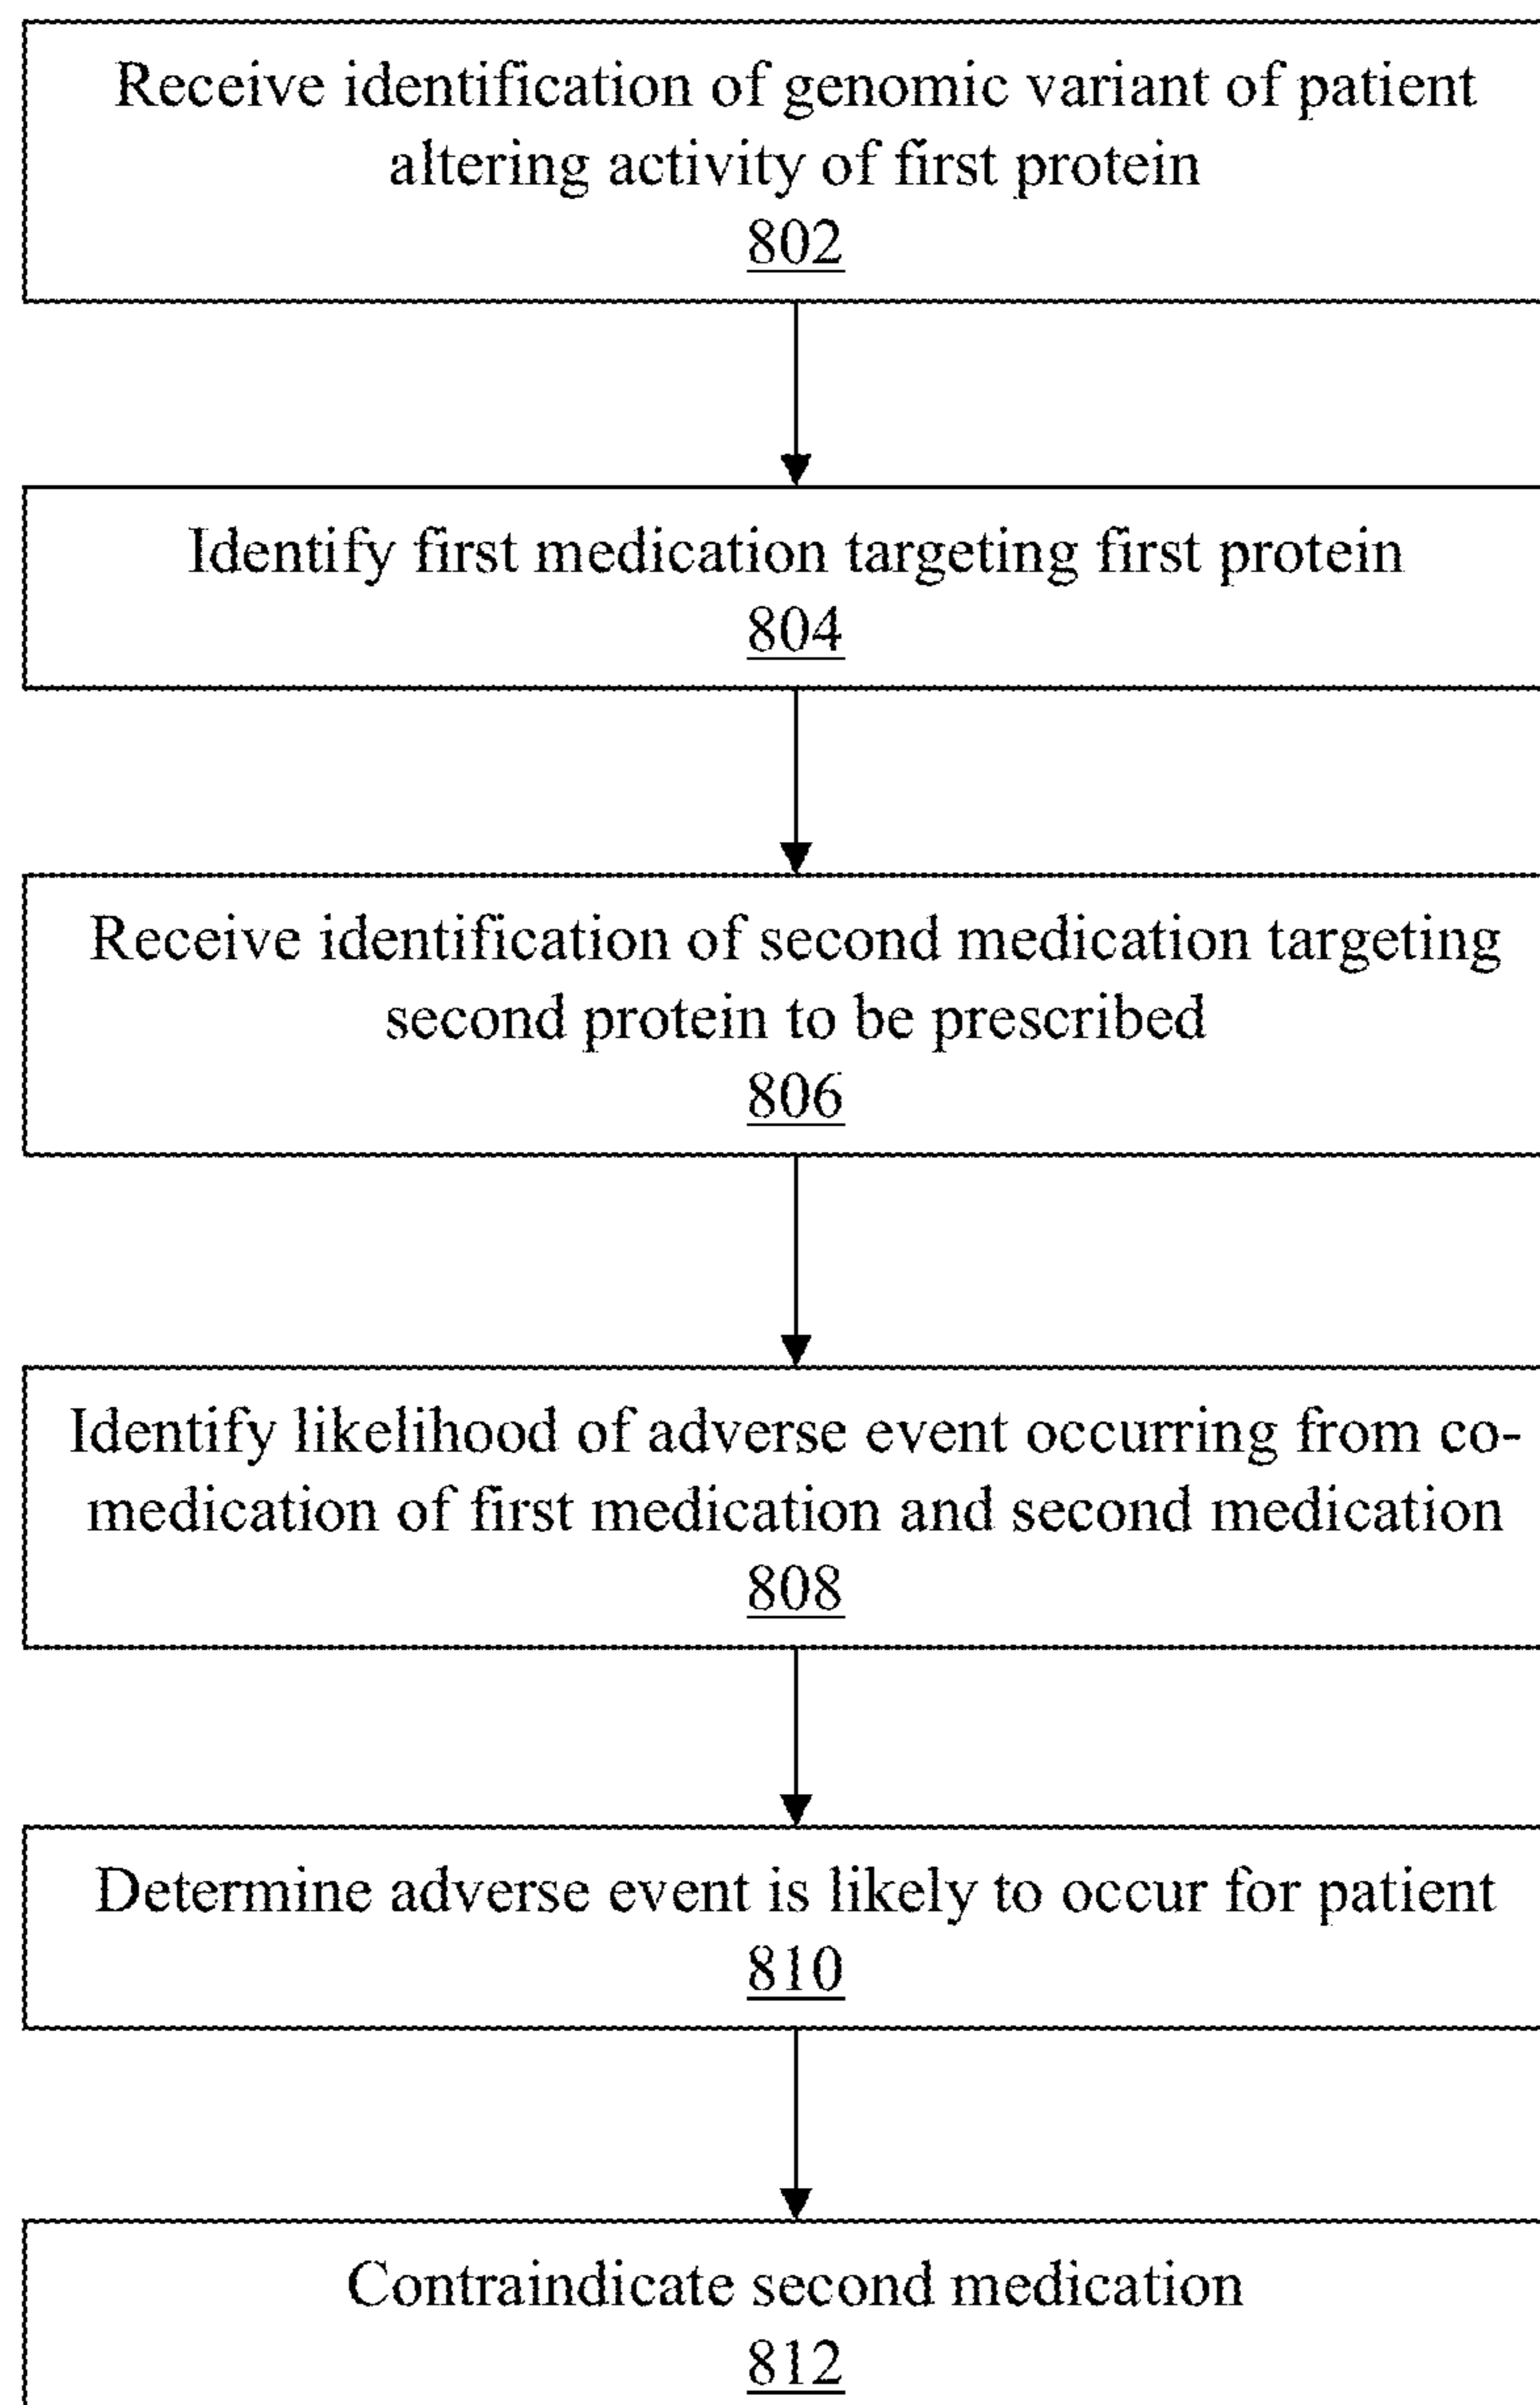 Receive identification of genomic variant of patient
altering activity of first protein
802
Identify first medication targeting first protein
804
Receive identification of second medication targeting
second protein to be prescribed
806
Identify likelihood of adverse event occurring from co-
medication of first medication and second medication
808
Determine adverse event is likely to occur for patient
810
Contraindicate second medication
812